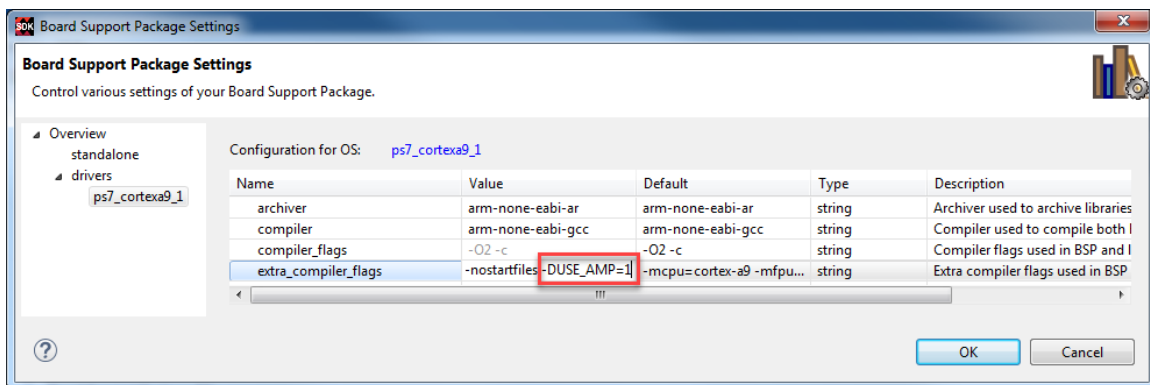 SDK Board Support Package Settings
Board Support Package Settings
Control various settings of your Board Support Package.
Overview
standalone
drivers
ps7_cortexa9_1
Configuration for OS: ps7_cortexa9_1
Name Value Default Type Description
archiver arm-none-eabi-ar arm-none-eabi-ar string Archiver used to archive libraries
compiler arm-none-eabi-gcc arm-none-eabi-gcc string Compiler used to compile both
compiler_flags -O2 -c -O2 -c string Compiler flags used in BSP and
extra_compiler_flags -nostartfiles -DUSE_AMP=1 -mcpu=cortex-a9 -mfpu... string Extra compiler flags used in BSP
?
OK Cancel